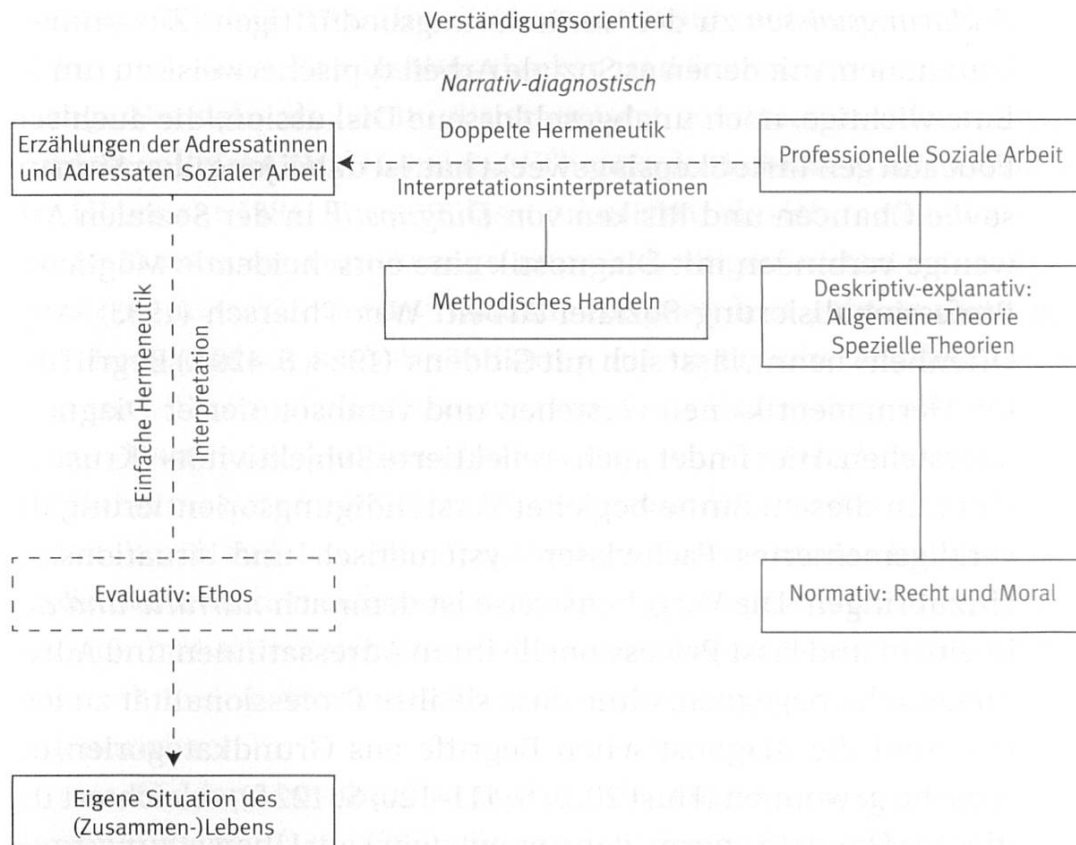 Verständigungsorientiert
Narrativ-diagnostisch
Doppelte Hermeneutik
Erzählungen der Adressatinnen
und Adressaten Sozialer Arbeit
Professionelle Soziale Arbeit
Interpretationsinterpretationen
Methodisches Handeln
Deskriptiv-explanativ:
Allgemeine Theorie
Spezielle Theorien
Einfache Hermeneutik
Interpretation
Evaluativ: Ethos
Normativ: Recht und Moral
Eigene Situation des
(Zusammen-)Lebens